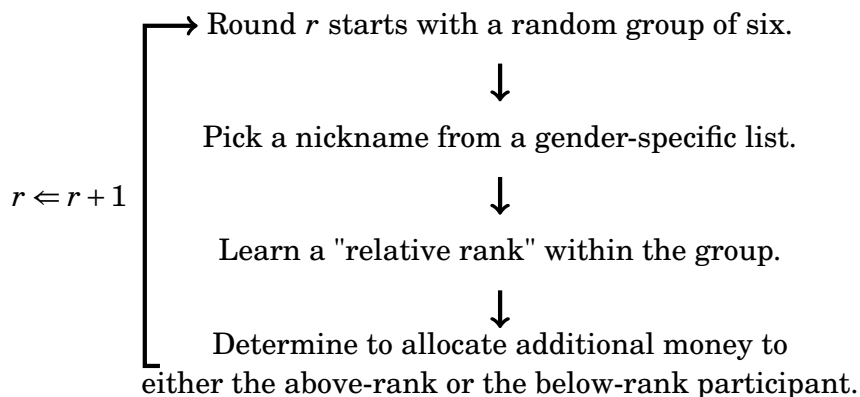 Round r starts with a random group of six.
Pick a nickname from a gender-specific list.
r ⇐ r + 1
Learn a "relative rank" within the group.
Determine to allocate additional money to
either the above-rank or the below-rank participant.